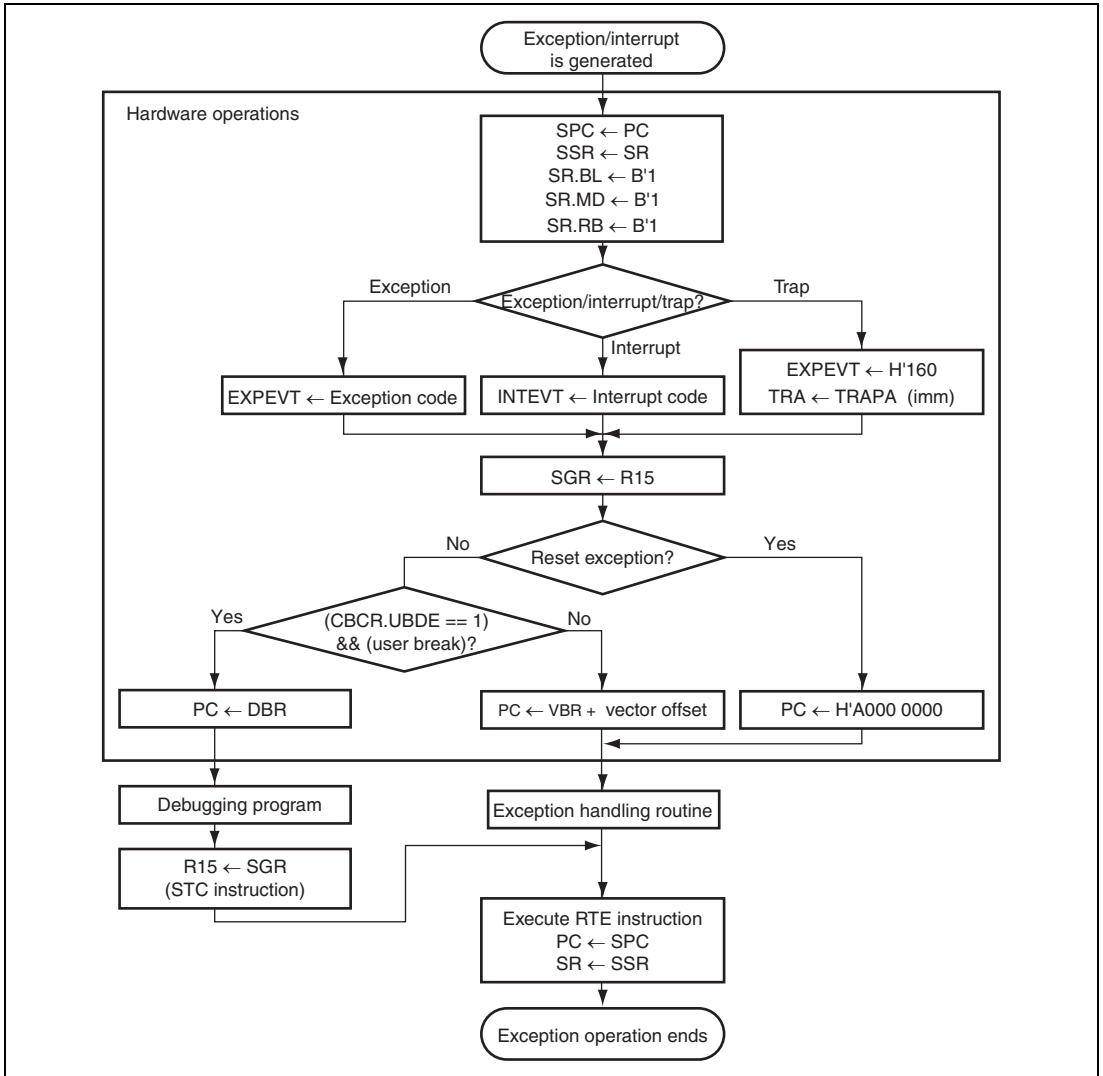 Exception/interrupt
is generated
Hardware operations
SPC ← PC
SSR ← SR
SR.BL ← B'1
SR.MD ← B'1
SR.RB ← B'1
Exception
Exception/interrupt/trap?
Trap
Interrupt
EXPEVT ← Exception code
INTEVT ← Interrupt code
EXPEVT ← H'160
TRA ← TRAPA (imm)
SGR ← R15
No
Reset exception?
Yes
Yes
(CBCR.UBDE == 1)
&& (user break)?
No
PC ← DBR
PC ← VBR + vector offset
PC ← H'A000 0000
Debugging program
Exception handling routine
R15 ← SGR
(STC instruction)
Execute RTE instruction
PC ← SPC
SR ← SSR
Exception operation ends